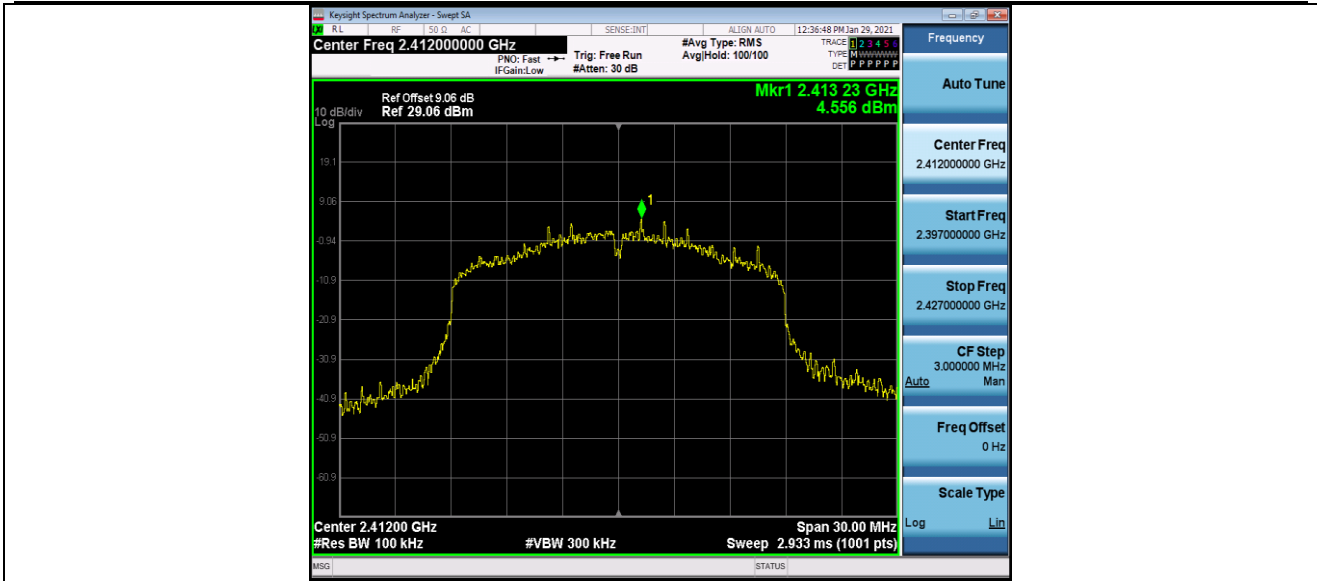 Keysight Spectrum Analyzer - Swept SA
RL RF 50 Ω AC SENSE:INT ALIGN AUTO 12:36:48 PM Jan 29, 2021
Center Freq 2.412000000 GHz
PNO: Fast
IFGain:Low
Trig: Free Run
#Atten: 30 dB
#Avg Type: RMS
Avg|Hold: 100/100
TRACE 1 2 3 4 5 6
TYPE M WWWWW
DET P P P P P P
Ref Offset 9.06 dB
10 dB/div Ref 29.06 dBm
Log
Mkr1 2.413 23 GHz
4.556 dBm
1
19.1
9.06
-0.94
-10.9
-20.9
-30.9
-40.9
-50.9
-60.9
Center 2.41200 GHz Span 30.00 MHz
#Res BW 100 kHz #VBW 300 kHz Sweep 2.933 ms (1001 pts)
MSG STATUS
Frequency
Auto Tune
Center Freq
2.412000000 GHz
Start Freq
2.397000000 GHz
Stop Freq
2.427000000 GHz
CF Step
3.000000 MHz
Auto Man
Freq Offset
0 Hz
Scale Type
Log Lin